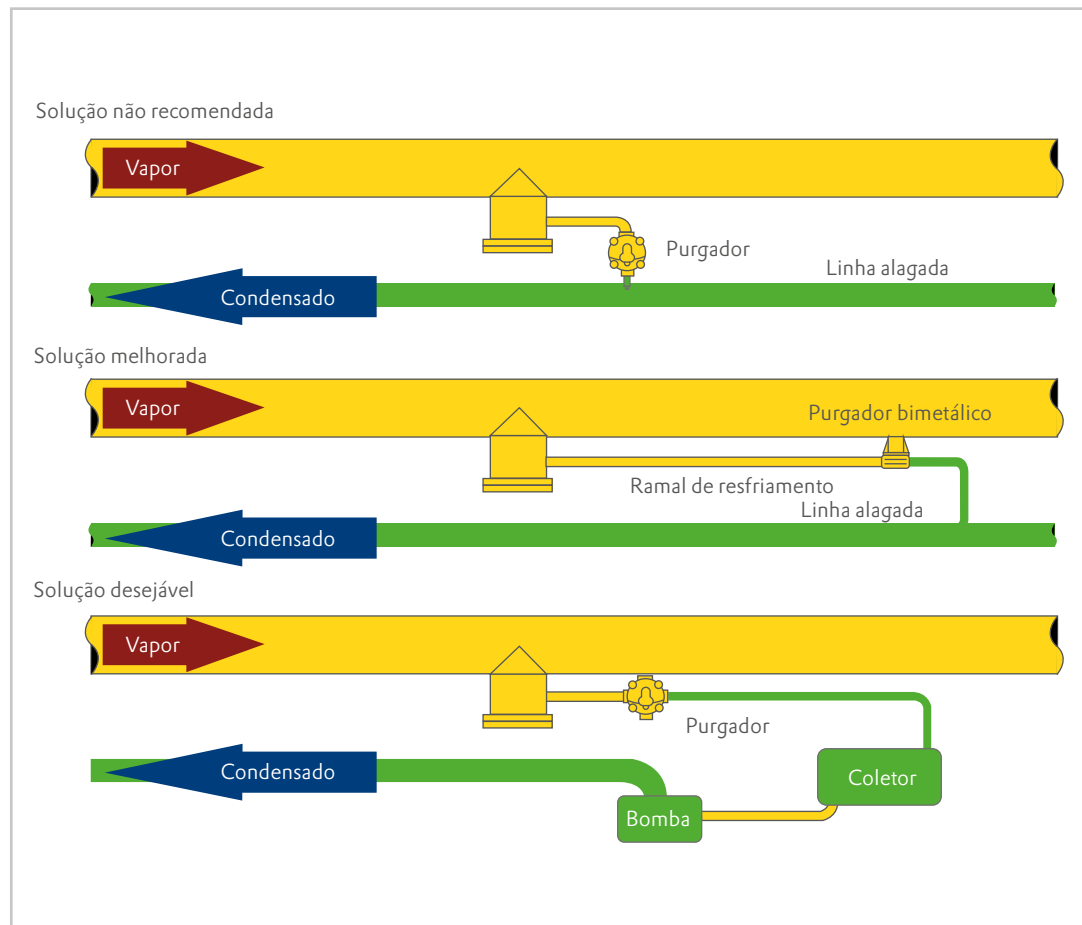 Solução não recomendada
Vapor
Purgador
Linha alagada
Condensado
Solução melhorada
Vapor
Purgador bimetálico
Ramal de resfriamento
Linha alagada
Condensado
Solução desejável
Vapor
Purgador
Condensado
Coletor
Bomba